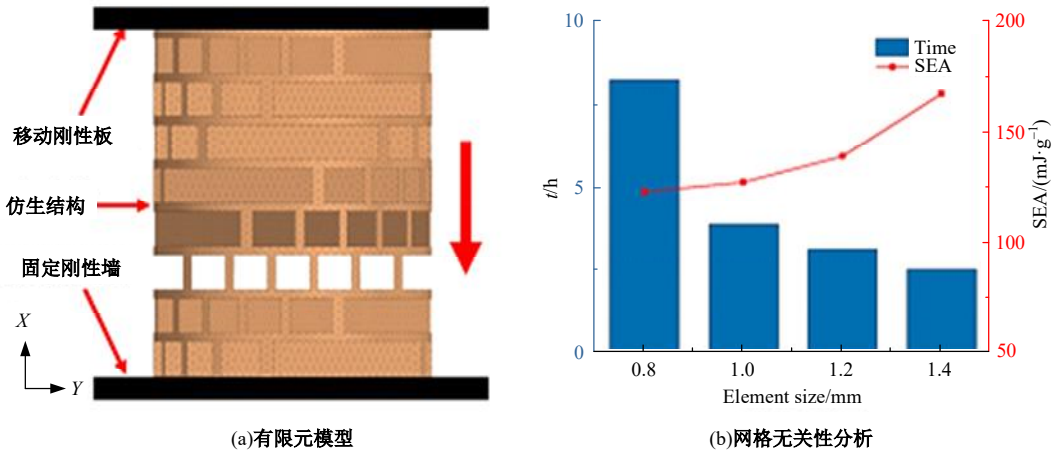 移动刚性板
仿生结构
固定刚性墙
X
Y
(a)有限元模型
10
5
0
t/h
Time
SEA
200
150
100
50
SEA/(mJ·g⁻¹)
0.8 1.0 1.2 1.4
Element size/mm
(b)网格无关性分析